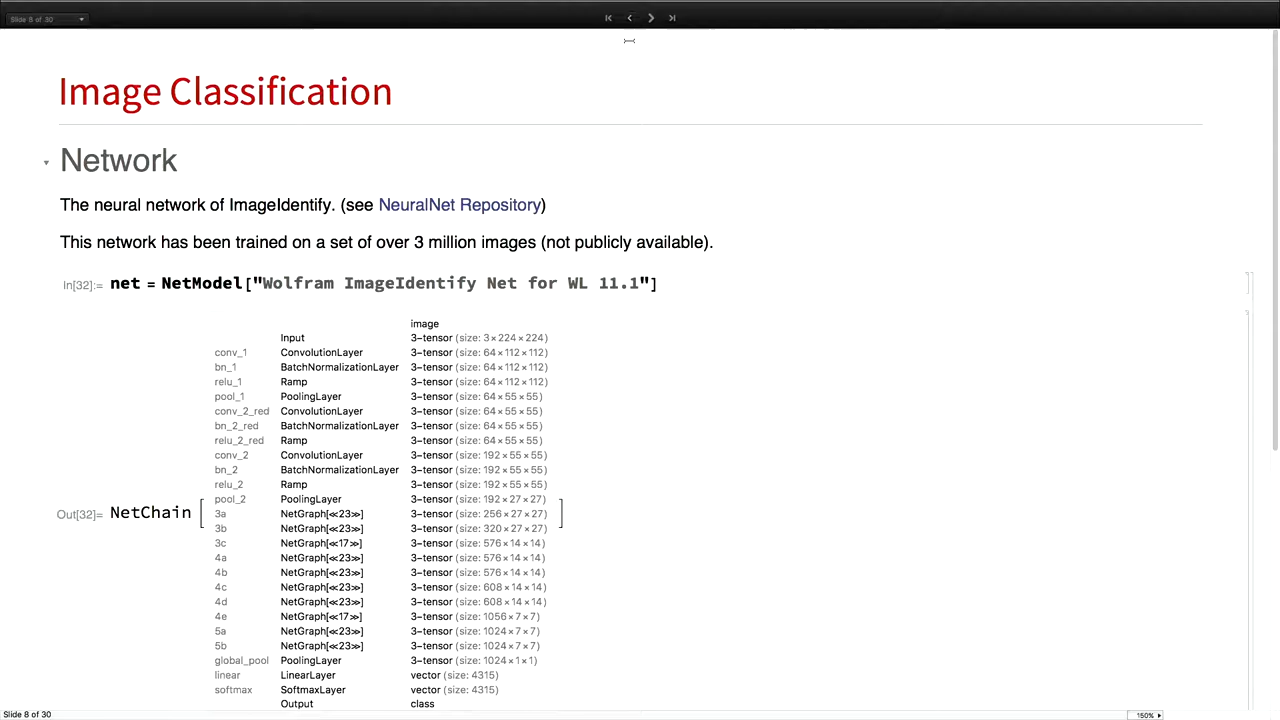 Slide 8 of 30
Image Classification
Network
The neural network of ImageIdentify. (see NeuralNet Repository)
This network has been trained on a set of over 3 million images (not publicly available).
In[32]:= net = NetModel["Wolfram ImageIdentify Net for WL 11.1"]
image
Input 3-tensor (size: 3×224×224)
conv_1 ConvolutionLayer 3-tensor (size: 64×112×112)
bn_1 BatchNormalizationLayer 3-tensor (size: 64×112×112)
relu_1 Ramp 3-tensor (size: 64×112×112)
pool_1 PoolingLayer 3-tensor (size: 64×55×55)
conv_2_red ConvolutionLayer 3-tensor (size: 64×55×55)
bn_2_red BatchNormalizationLayer 3-tensor (size: 64×55×55)
relu_2_red Ramp 3-tensor (size: 64×55×55)
conv_2 ConvolutionLayer 3-tensor (size: 192×55×55)
bn_2 BatchNormalizationLayer 3-tensor (size: 192×55×55)
relu_2 Ramp 3-tensor (size: 192×55×55)
pool_2 PoolingLayer 3-tensor (size: 192×27×27)
Out[32]= NetChain [ 3a NetGraph[≪23≫] 3-tensor (size: 256×27×27) ]
3b NetGraph[≪23≫] 3-tensor (size: 320×27×27)
3c NetGraph[≪17≫] 3-tensor (size: 576×14×14)
4a NetGraph[≪23≫] 3-tensor (size: 576×14×14)
4b NetGraph[≪23≫] 3-tensor (size: 576×14×14)
4c NetGraph[≪23≫] 3-tensor (size: 608×14×14)
4d NetGraph[≪23≫] 3-tensor (size: 608×14×14)
4e NetGraph[≪17≫] 3-tensor (size: 1056×7×7)
5a NetGraph[≪23≫] 3-tensor (size: 1024×7×7)
5b NetGraph[≪23≫] 3-tensor (size: 1024×7×7)
global_pool PoolingLayer 3-tensor (size: 1024×1×1)
linear LinearLayer vector (size: 4315)
softmax SoftmaxLayer vector (size: 4315)
Output class
Slide 8 of 30 150%